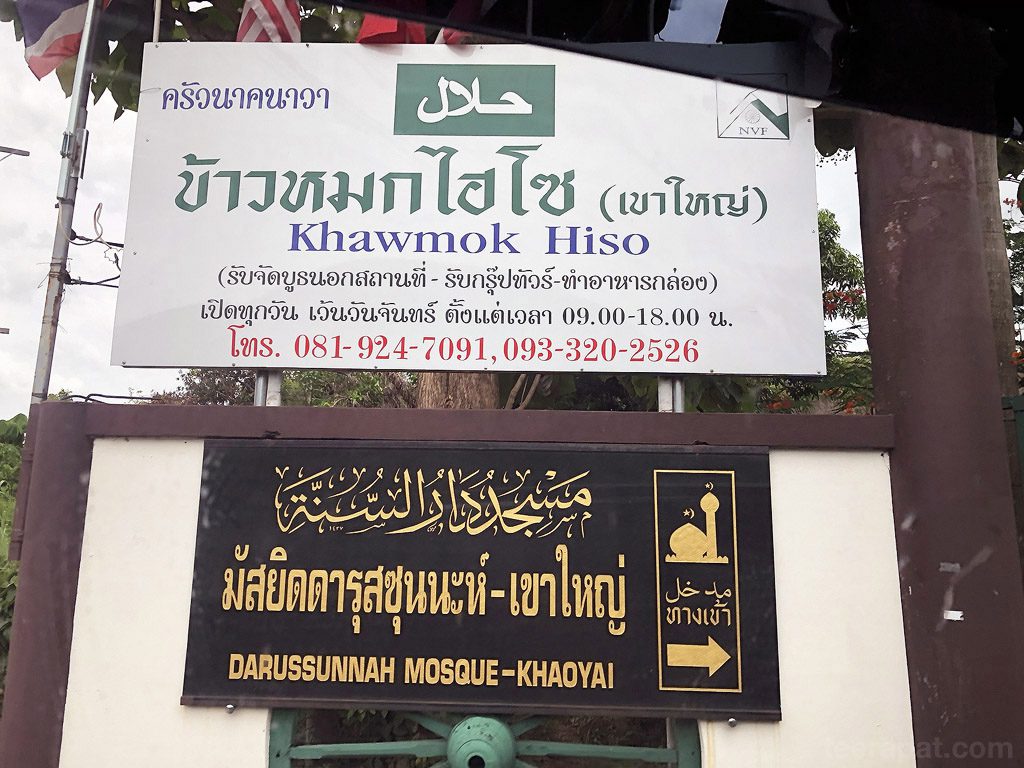 ครัวนาคนาวา
حلال
NVF
ข้าวหมกไฮโซ (เขาใหญ่)
Khawmok Hiso
(รับจัดบูธนอกสถานที่ - รับกรุ๊ปทัวร์-ทำอาหารกล่อง)
เปิดทุกวัน เว้นวันจันทร์ ตั้งแต่เวลา 09.00-18.00 น.
โทร. 081-924-7091, 093-320-2526
مَسْجِدُ دَارُ السُّنَّة
มัสยิดดารุสซุนนะห์-เขาใหญ่
DARUSSUNNAH MOSQUE-KHAOYAI
مدخل
ทางเข้า